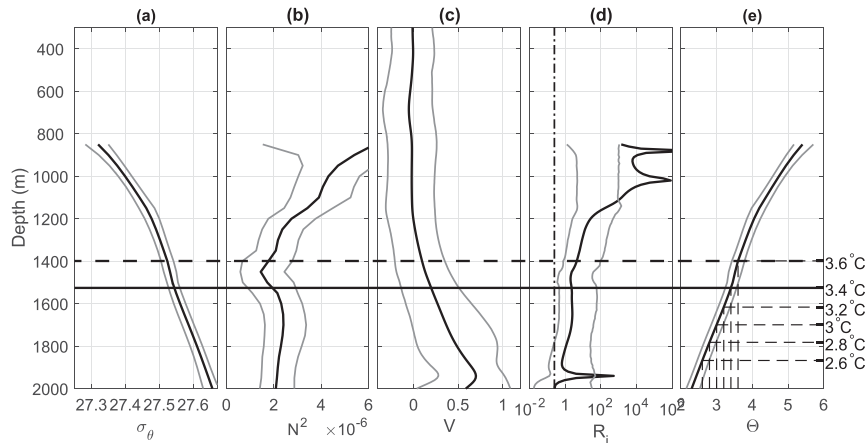 (a) (b) (c) (d) (e)
400
600
800
1000
1200
1400
1600
1800
2000
Depth (m)
3.6°C
3.4°C
3.2°C
3°C
2.8°C
2.6°C
27.3 27.4 27.5 27.6 0 2 4 6 0 0.5 1 10⁻² 1 10² 10⁴ 10⁶ 2 3 4 5 6
σθ N² ×10⁻⁶ V Ri Θ